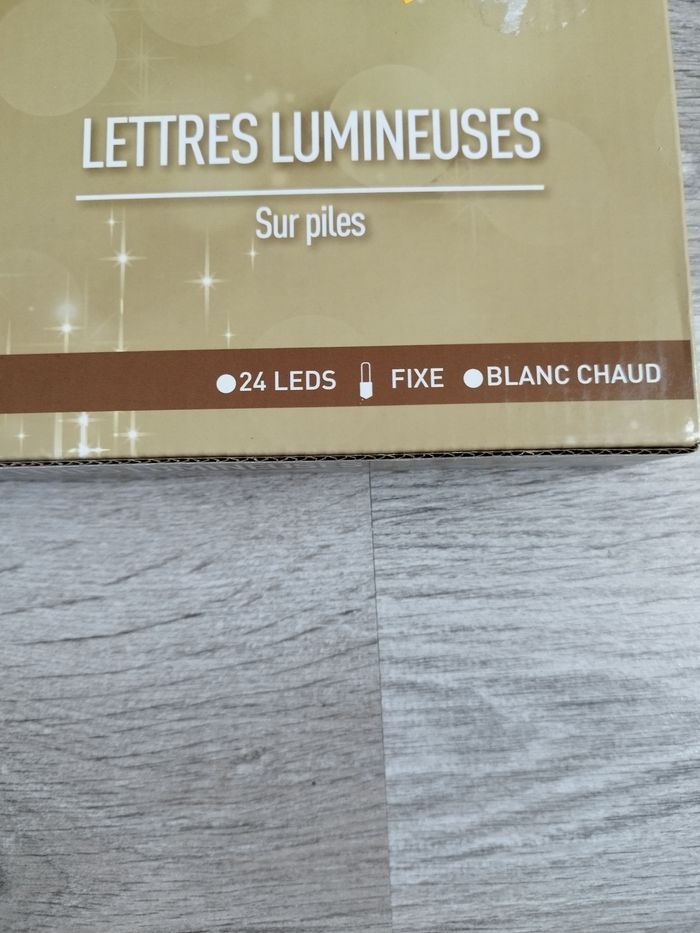 LETTRES LUMINEUSES
Sur piles
24 LEDS FIXE BLANC CHAUD